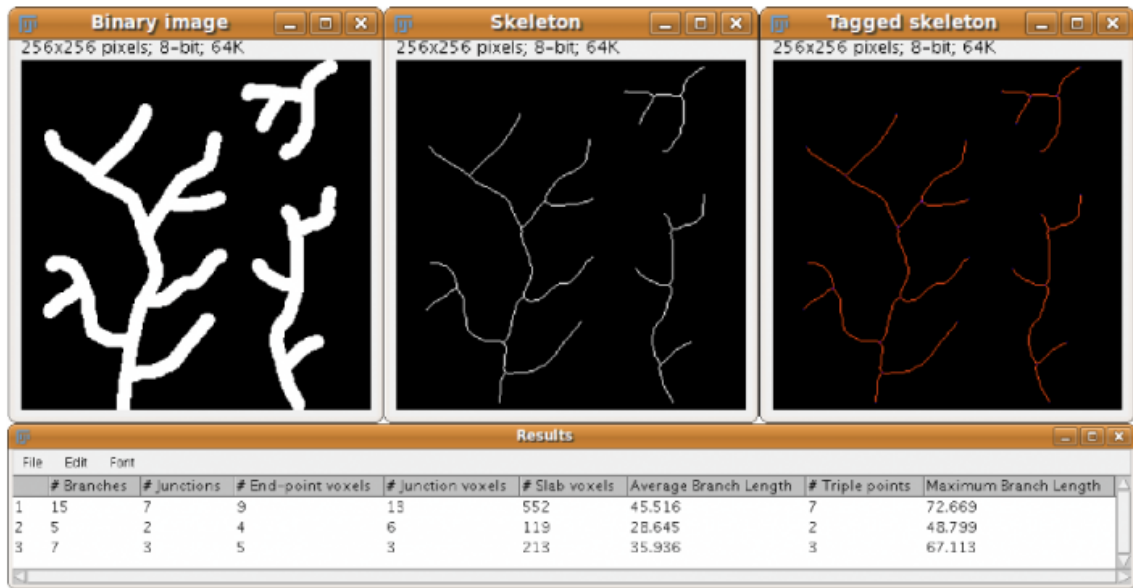 Binary image
256x256 pixels; 8-bit; 64K
Skeleton
256x256 pixels; 8-bit; 64K
Tagged skeleton
256x256 pixels; 8-bit; 64K
Results
File Edit Font
# Branches # Junctions # End-point voxels # Junction voxels # Slab voxels Average Branch Length # Triple points Maximum Branch Length
1 15 7 9 13 552 45.516 7 72.669
2 5 2 4 6 119 28.645 2 48.799
3 7 3 5 3 213 35.936 3 67.113